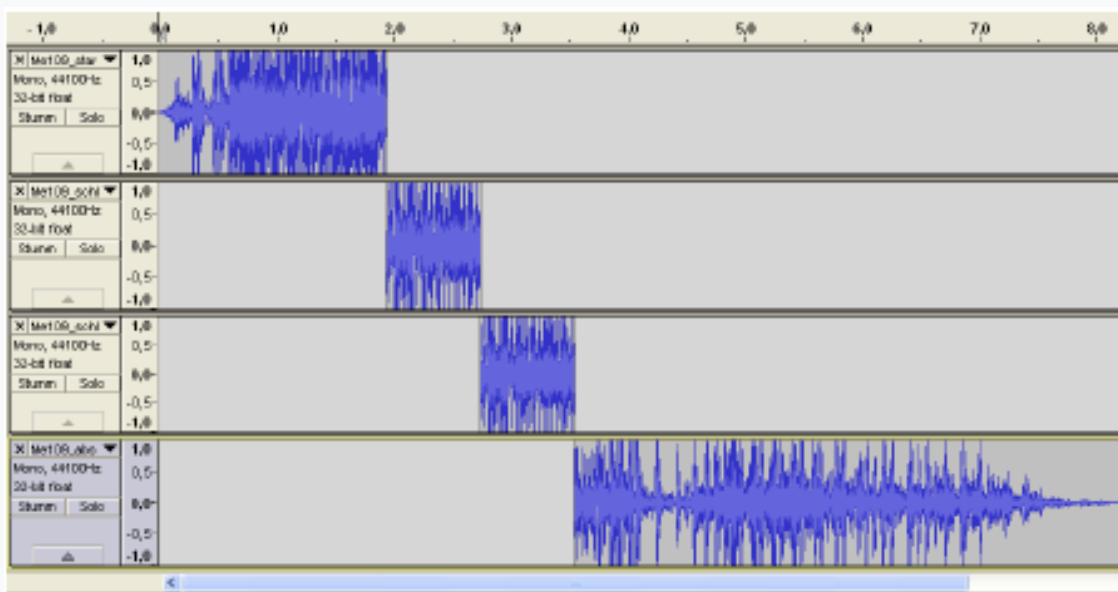 - 1,0 0,0 1,0 2,0 3,0 4,0 5,0 6,0 7,0 8,0
X Met09_star 1,0
Mono, 44100Hz 0,5-
32-bit float
Stumm Solo 0,0-
-0,5-
-1,0
X Met09_schl 1,0
Mono, 44100Hz 0,5-
32-bit float
Stumm Solo 0,0-
-0,5-
-1,0
X Met09_schl 1,0
Mono, 44100Hz 0,5-
32-bit float
Stumm Solo 0,0-
-0,5-
-1,0
X Met09_abs 1,0
Mono, 44100Hz 0,5-
32-bit float
Stumm Solo 0,0-
-0,5-
-1,0